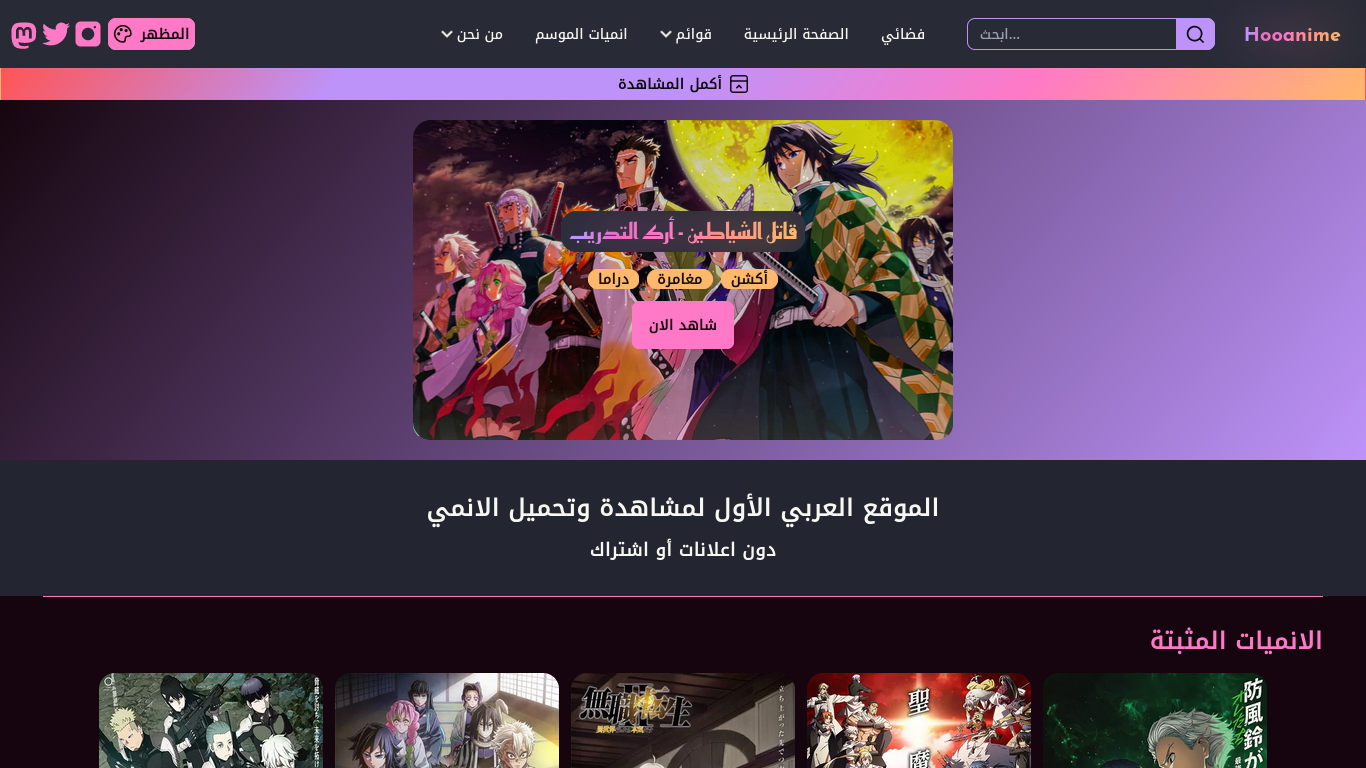 Hooanime
ابحث...
فضائي
الصفحة الرئيسية
قوائم
انميات الموسم
من نحن
المظهر
أكمل المشاهدة
قاتل الشياطين - أرك التدريب
أكشن
مغامرة
دراما
شاهد الان
الموقع العربي الأول لمشاهدة وتحميل الانمي
دون اعلانات أو اشتراك
الانميات المثبتة
防風鈴が
聖
魔
無職転生